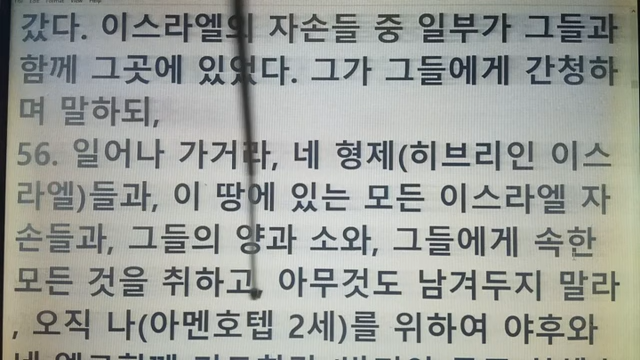 갔다. 이스라엘의 자손들 중 일부가 그들과
함께 그곳에 있었다. 그가 그들에게 간청하
며 말하되,
56. 일어나 가거라, 네 형제(히브리인 이스
라엘)들과, 이 땅에 있는 모든 이스라엘 자
손들과, 그들의 양과 소와, 그들에게 속한
모든 것을 취하고, 아무것도 남겨두지 말라
, 오직 나(아멘호텝 2세)를 위하여 야후와